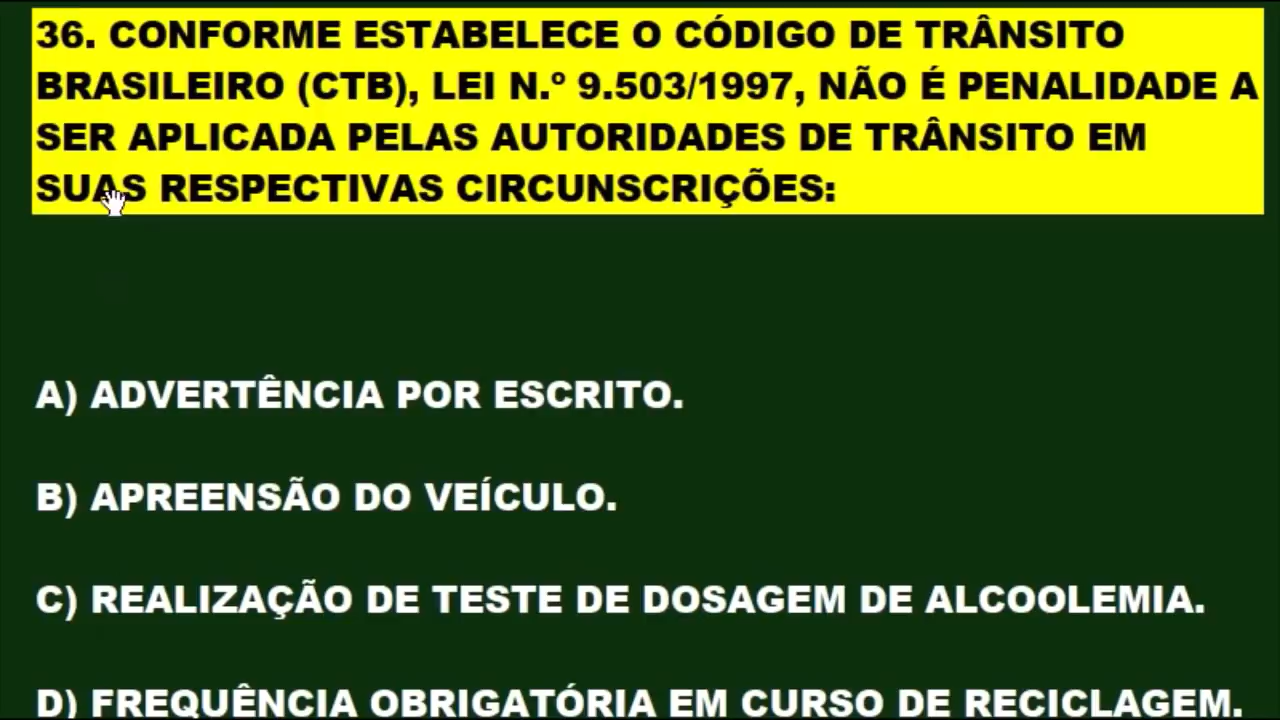 36. CONFORME ESTABELECE O CÓDIGO DE TRÂNSITO
BRASILEIRO (CTB), LEI N.º 9.503/1997, NÃO É PENALIDADE A
SER APLICADA PELAS AUTORIDADES DE TRÂNSITO EM
SUAS RESPECTIVAS CIRCUNSCRIÇÕES:
A) ADVERTÊNCIA POR ESCRITO.
B) APREENSÃO DO VEÍCULO.
C) REALIZAÇÃO DE TESTE DE DOSAGEM DE ALCOOLEMIA.
D) FREQUÊNCIA OBRIGATÓRIA EM CURSO DE RECICLAGEM.